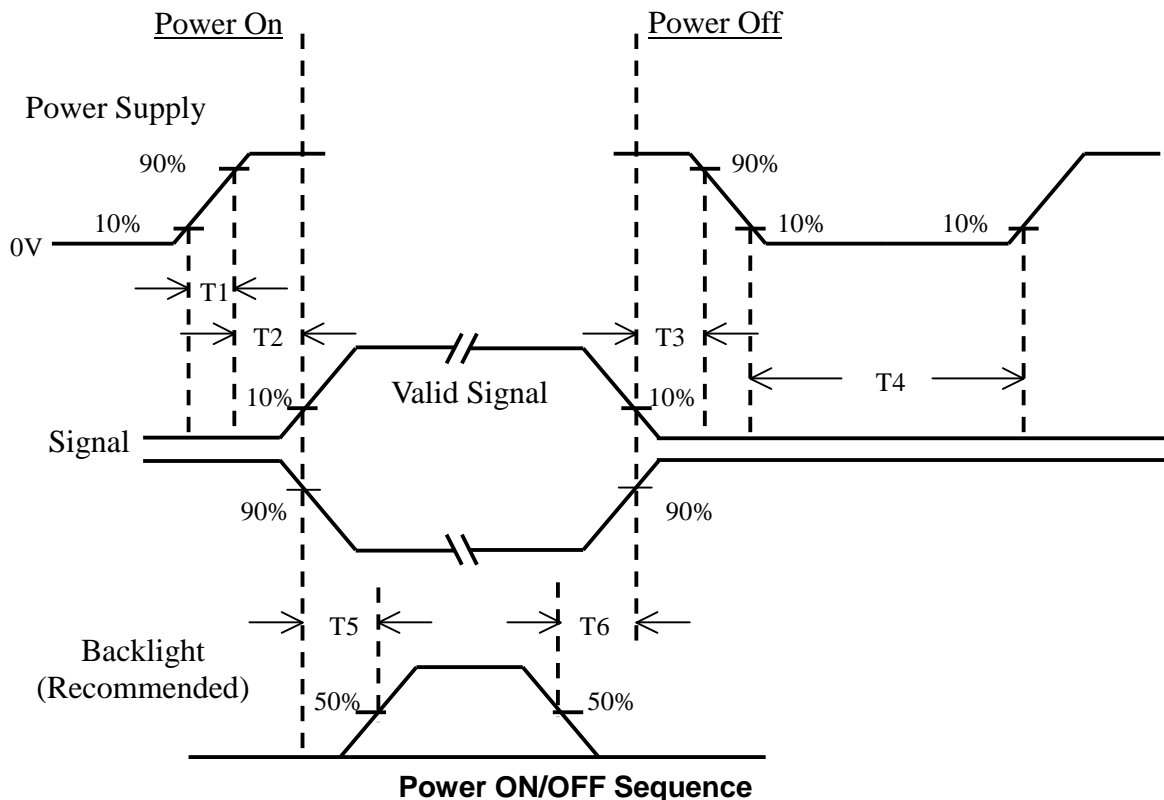 Power On
Power Off
Power Supply
90%
90%
10%
10%
10%
0V
T1
T2
T3
T4
10%
Valid Signal
10%
Signal
90%
90%
T5
T6
Backlight
(Recommended)
50%
50%
Power ON/OFF Sequence